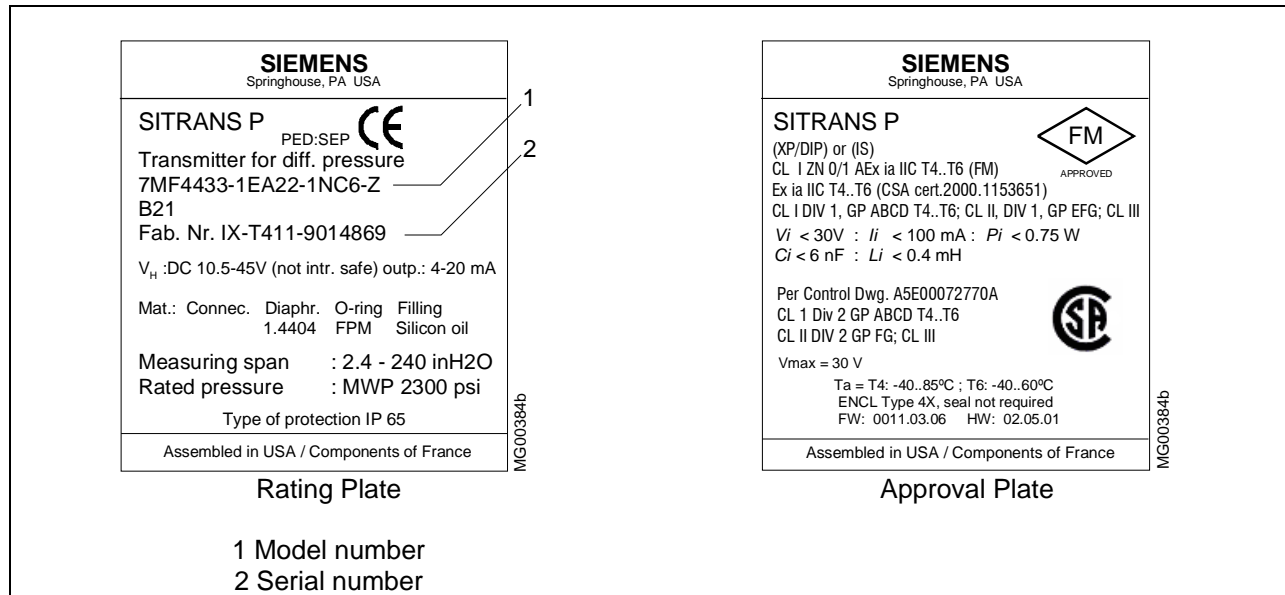 SIEMENS
Springhouse, PA USA
SITRANS P
PED:SEP CE
Transmitter for diff. pressure
7MF4433-1EA22-1NC6-Z
B21
Fab. Nr. IX-T411-9014869
1
2
VH :DC 10.5-45V (not intr. safe) outp.: 4-20 mA
Mat.: Connec. Diaphr. O-ring Filling
1.4404 FPM Silicon oil
Measuring span : 2.4 - 240 inH2O
Rated pressure : MWP 2300 psi
Type of protection IP 65
Assembled in USA / Components of France
MG00384b
Rating Plate
1 Model number
2 Serial number
SIEMENS
Springhouse, PA USA
SITRANS P
FM
APPROVED
(XP/DIP) or (IS)
CL I ZN 0/1 AEx ia IIC T4..T6 (FM)
Ex ia IIC T4..T6 (CSA cert.2000.1153651)
CL I DIV 1, GP ABCD T4..T6; CL II, DIV 1, GP EFG; CL III
Vi < 30V : Ii < 100 mA : Pi < 0.75 W
Ci < 6 nF : Li < 0.4 mH
Per Control Dwg. A5E00072770A
CL 1 Div 2 GP ABCD T4..T6
CL II DIV 2 GP FG; CL III
SA
Vmax = 30 V
Ta = T4: -40..85ºC ; T6: -40..60ºC
ENCL Type 4X, seal not required
FW: 0011.03.06 HW: 02.05.01
Assembled in USA / Components of France
MG00384b
Approval Plate